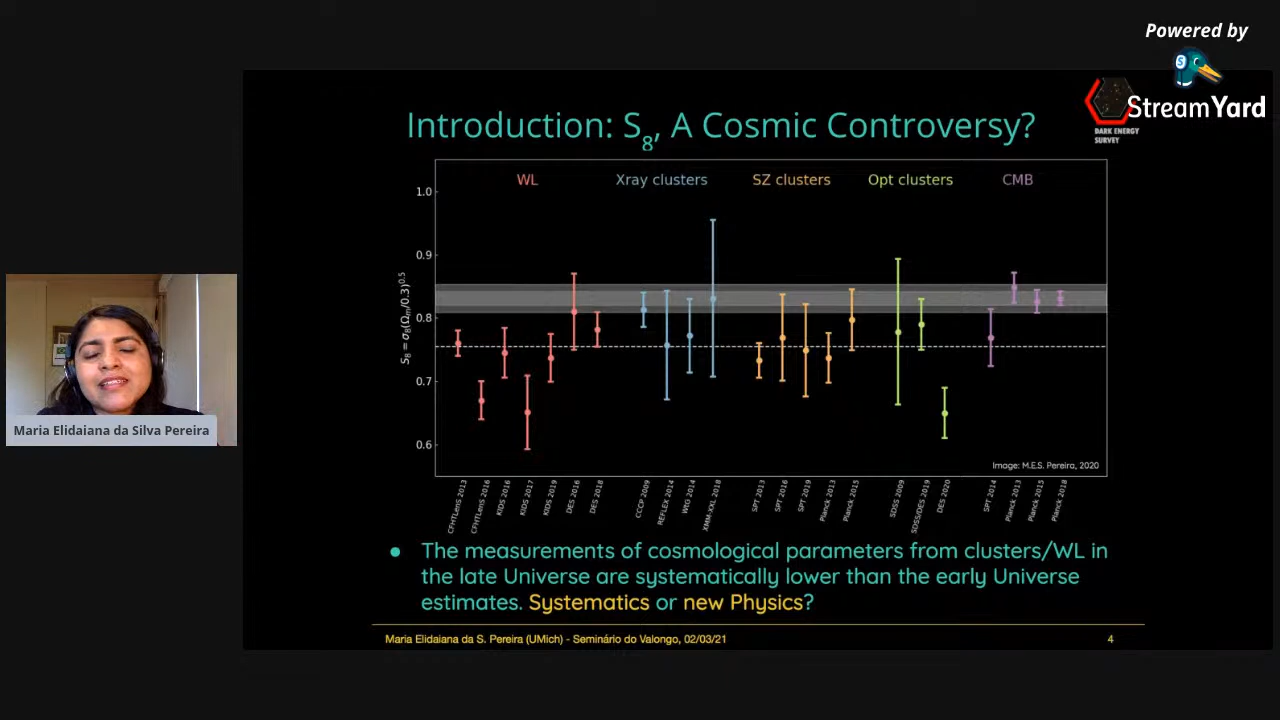 Powered by
StreamYard
DARK ENERGY
SURVEY
Introduction: S8, A Cosmic Controversy?
WL
Xray clusters
SZ clusters
Opt clusters
CMB
1.0
0.9
0.8
0.7
0.6
S8 = σ8(Ωm/0.3)^0.5
Image: M.E.S. Pereira, 2020
CFHTLenS 2013
CFHTLenS 2016
KiDS 2016
KiDS 2017
KiDS 2019
DES 2016
DES 2018
CCCP 2009
REFLEX 2014
WtG 2014
XMM-XXL 2018
SPT 2013
SPT 2016
SPT 2019
Planck 2013
Planck 2015
SDSS 2009
SDSS/DES 2019
DES 2020
SPT 2014
Planck 2013
Planck 2015
Planck 2018
● The measurements of cosmological parameters from clusters/WL in
the late Universe are systematically lower than the early Universe
estimates. Systematics or new Physics?
Maria Elidaiana da S. Pereira (UMich) - Seminário do Valongo, 02/03/21
4
Maria Elidaiana da Silva Pereira